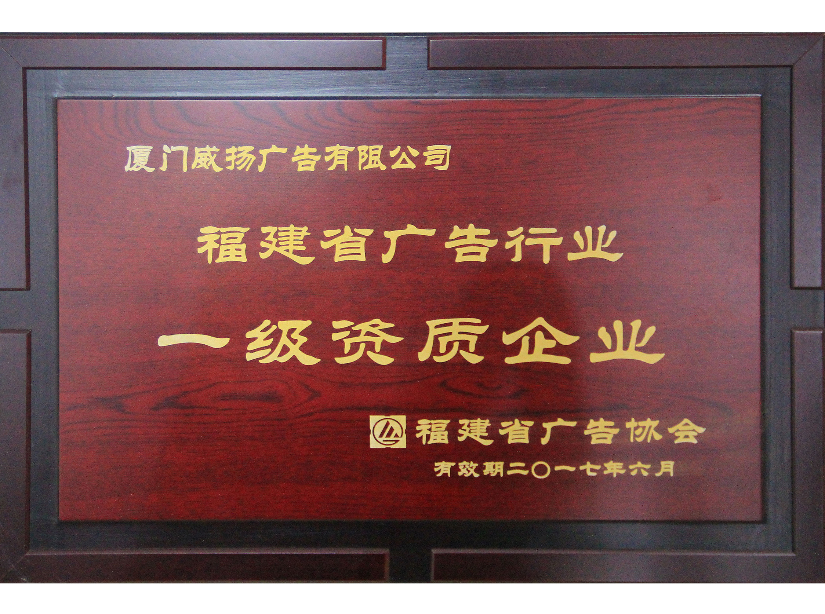 厦门威扬广告有限公司
福建省广告行业
一级资质企业
福建省广告协会
有效期二〇一七年六月